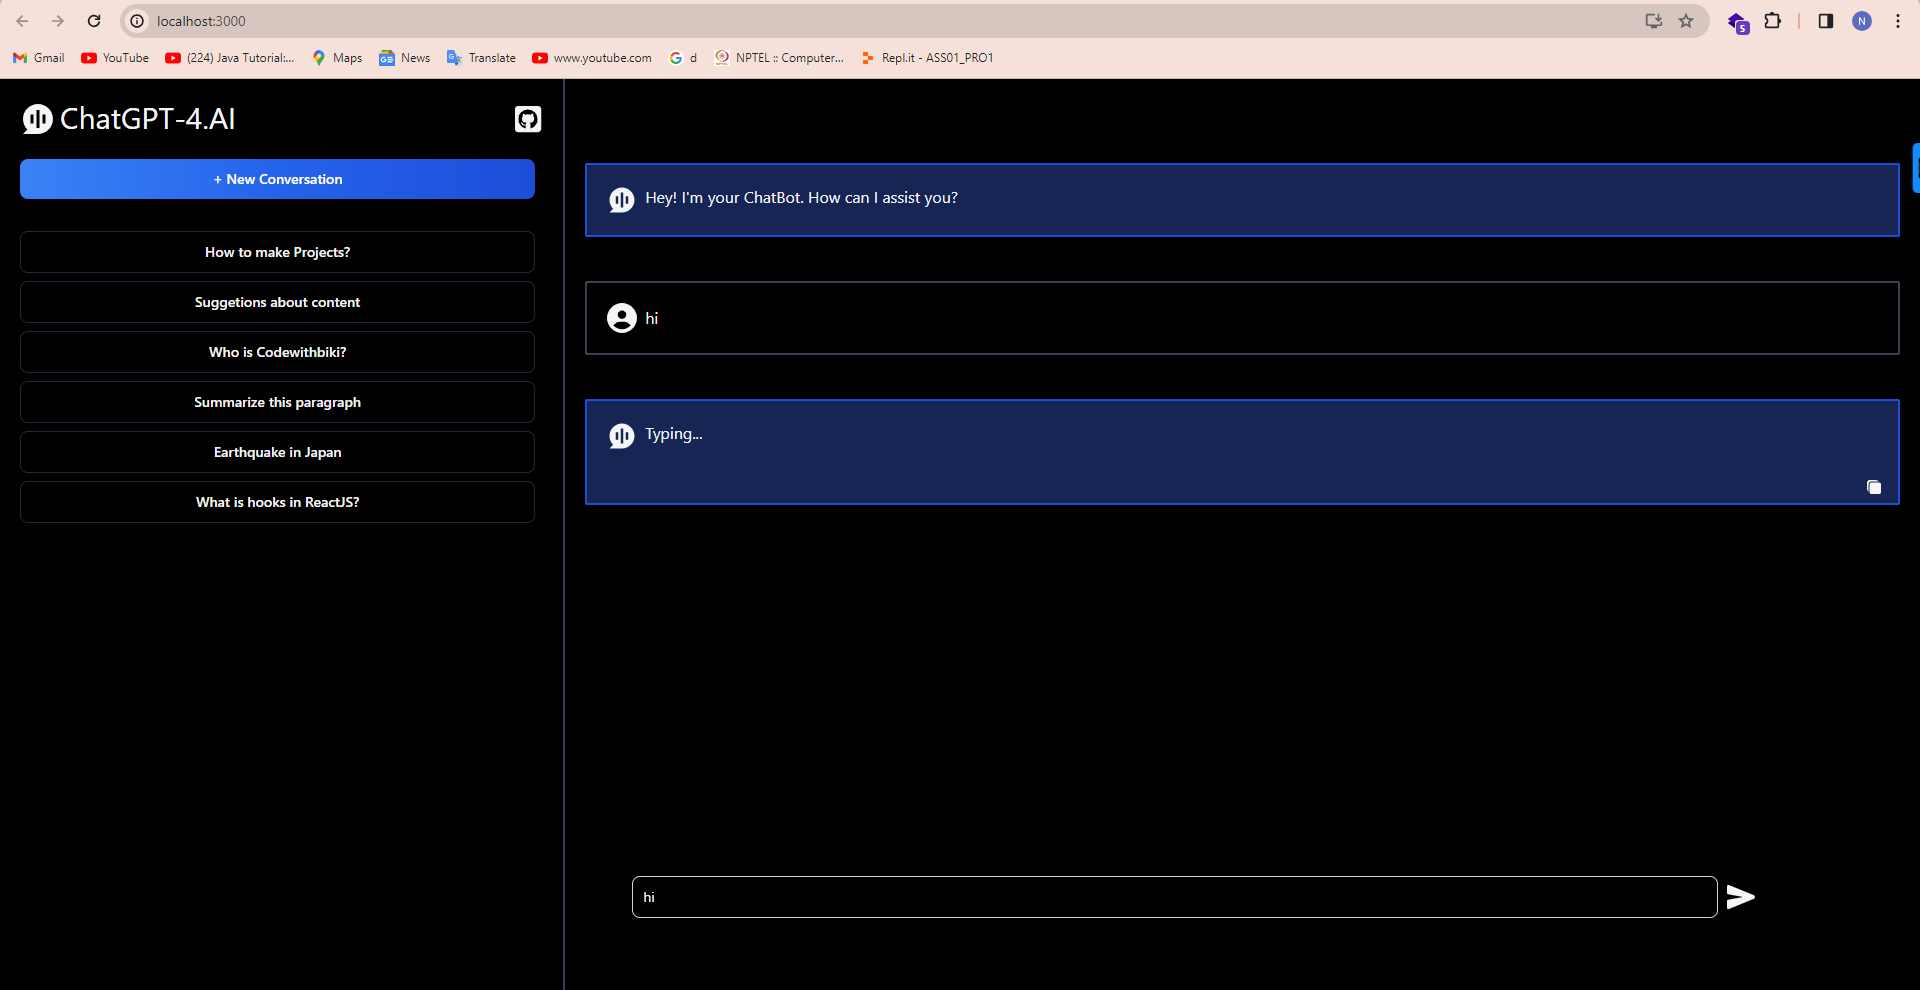 localhost:3000
Gmail YouTube (224) Java Tutorial:... Maps News Translate www.youtube.com d NPTEL :: Computer... Repl.it - ASS01_PRO1
5
N
ChatGPT-4.AI
+ New Conversation
How to make Projects?
Suggetions about content
Who is Codewithbiki?
Summarize this paragraph
Earthquake in Japan
What is hooks in ReactJS?
Hey! I'm your ChatBot. How can I assist you?
hi
Typing...
hi